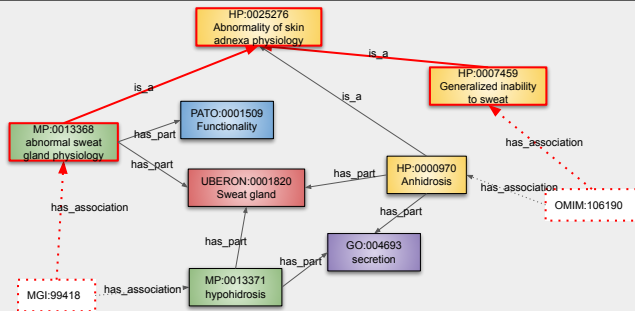 HP:0025276
Abnormality of skin
adnexa physiology
is_a
HP:0007459
Generalized inability
to sweat
is_a
is_a
PATO:0001509
Functionality
MP:0013368
abnormal sweat
gland physiology
has_part
has_part
has_association
UBERON:0001820
Sweat gland
has_part
HP:0000970
Anhidrosis
has_association
OMIM:106190
has_association
has_part
has_part
has_part
GO:004693
secretion
MGI:99418
has_association
MP:0013371
hypohidrosis